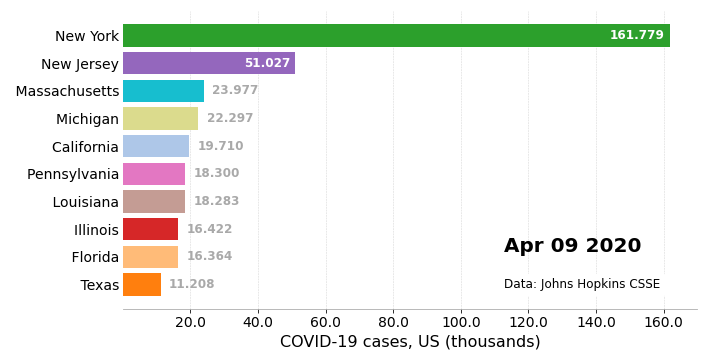 New York 161.779
New Jersey 51.027
Massachusetts 23.977
Michigan 22.297
California 19.710
Pennsylvania 18.300
Louisiana 18.283
Illinois 16.422
Florida 16.364
Texas 11.208
Apr 09 2020
Data: Johns Hopkins CSSE
20.0 40.0 60.0 80.0 100.0 120.0 140.0 160.0
COVID-19 cases, US (thousands)